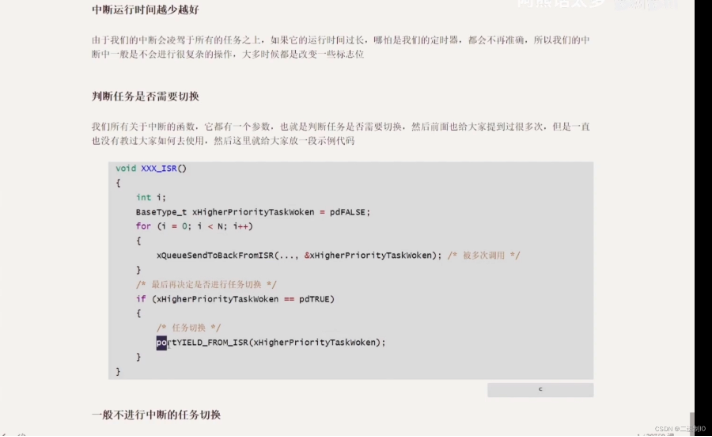 中断运行时间越少越好
由于我们的中断会凌驾于所有的任务之上，如果它的运行时间过长，哪怕是我们的定时器，都会不再准确，所以我们的中
断中一般是不会进行很复杂的操作，大多时候都是改变一些标志位
判断任务是否需要切换
我们所有关于中断的函数，它都有一个参数，也就是判断任务是否需要切换，然后前面也给大家提到过很多次，但是一直
也没有教过大家如何去使用，然后这里就给大家放一段示例代码
void XXX_ISR()
{
int i;
BaseType_t xHigherPriorityTaskWoken = pdFALSE;
for (i = 0; i < N; i++)
{
xQueueSendToBackFromISR(..., &xHigherPriorityTaskWoken); /* 被多次调用 */
}
/* 最后再决定是否进行任务切换 */
if (xHigherPriorityTaskWoken == pdTRUE)
{
/* 任务切换 */
portYIELD_FROM_ISR(xHigherPriorityTaskWoken);
}
}
<
一般不进行中断的任务切换